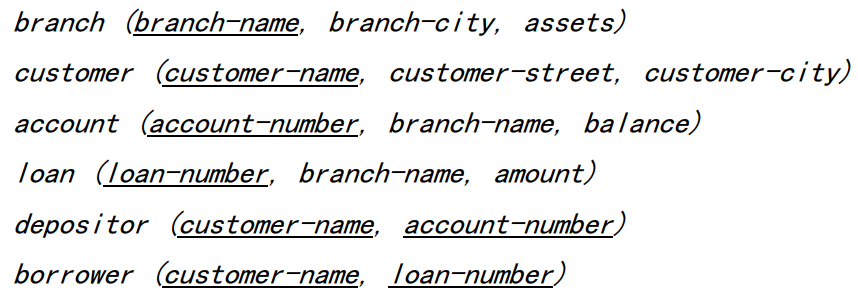 branch (branch-name, branch-city, assets)
customer (customer-name, customer-street, customer-city)
account (account-number, branch-name, balance)
loan (loan-number, branch-name, amount)
depositor (customer-name, account-number)
borrower (customer-name, loan-number)